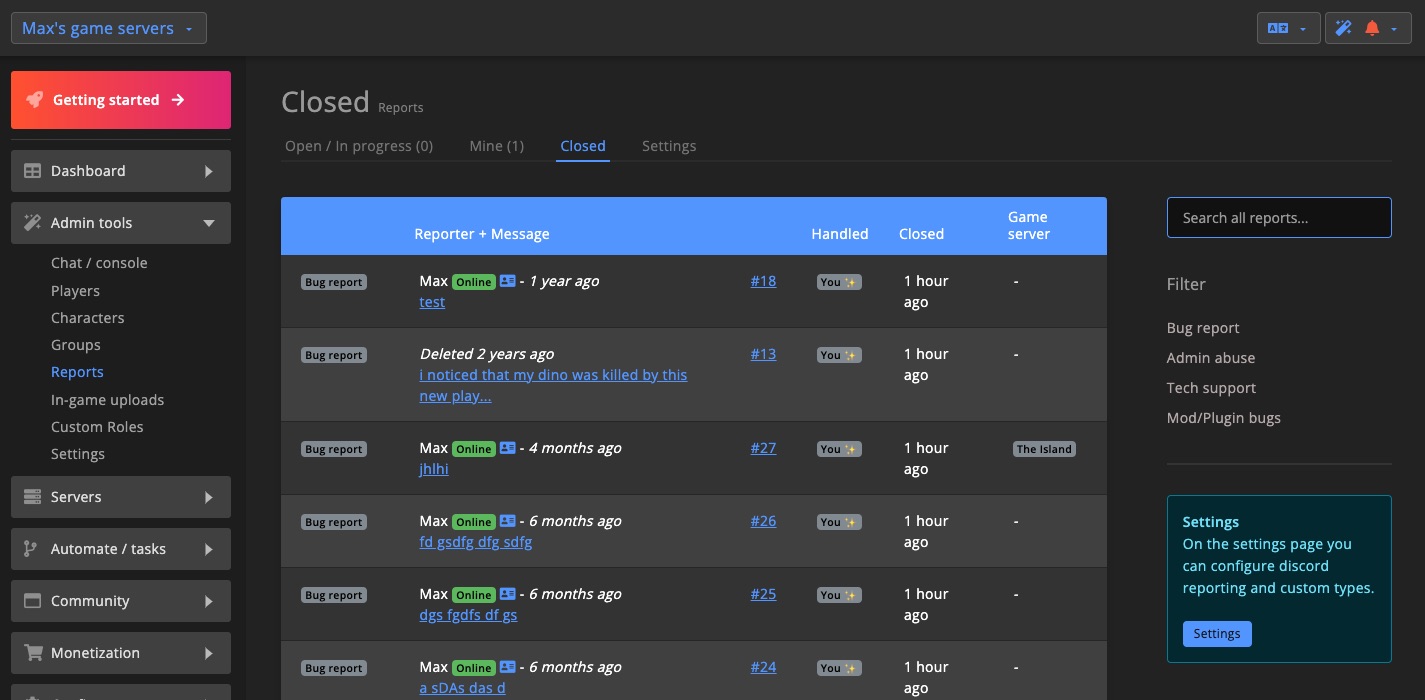 Max's game servers
Getting started
Dashboard
Admin tools
Chat / console
Players
Characters
Groups
Reports
In-game uploads
Custom Roles
Settings
Servers
Automate / tasks
Community
Monetization
Closed Reports
Open / In progress (0) Mine (1) Closed Settings
Reporter + Message Handled Closed Game server
Bug report Max Online - 1 year ago #18 You ✨ 1 hour ago -
test
Bug report Deleted 2 years ago #13 You ✨ 1 hour ago -
i noticed that my dino was killed by this
new play...
Bug report Max Online - 4 months ago #27 You ✨ 1 hour ago The Island
jhlhi
Bug report Max Online - 6 months ago #26 You ✨ 1 hour ago -
fd gsdfg dfg sdfg
Bug report Max Online - 6 months ago #25 You ✨ 1 hour ago -
dgs fgdfs df gs
Bug report Max Online - 6 months ago #24 You ✨ 1 hour ago -
a sDAs das d
Search all reports...
Filter
Bug report
Admin abuse
Tech support
Mod/Plugin bugs
Settings
On the settings page you
can configure discord
reporting and custom types.
Settings